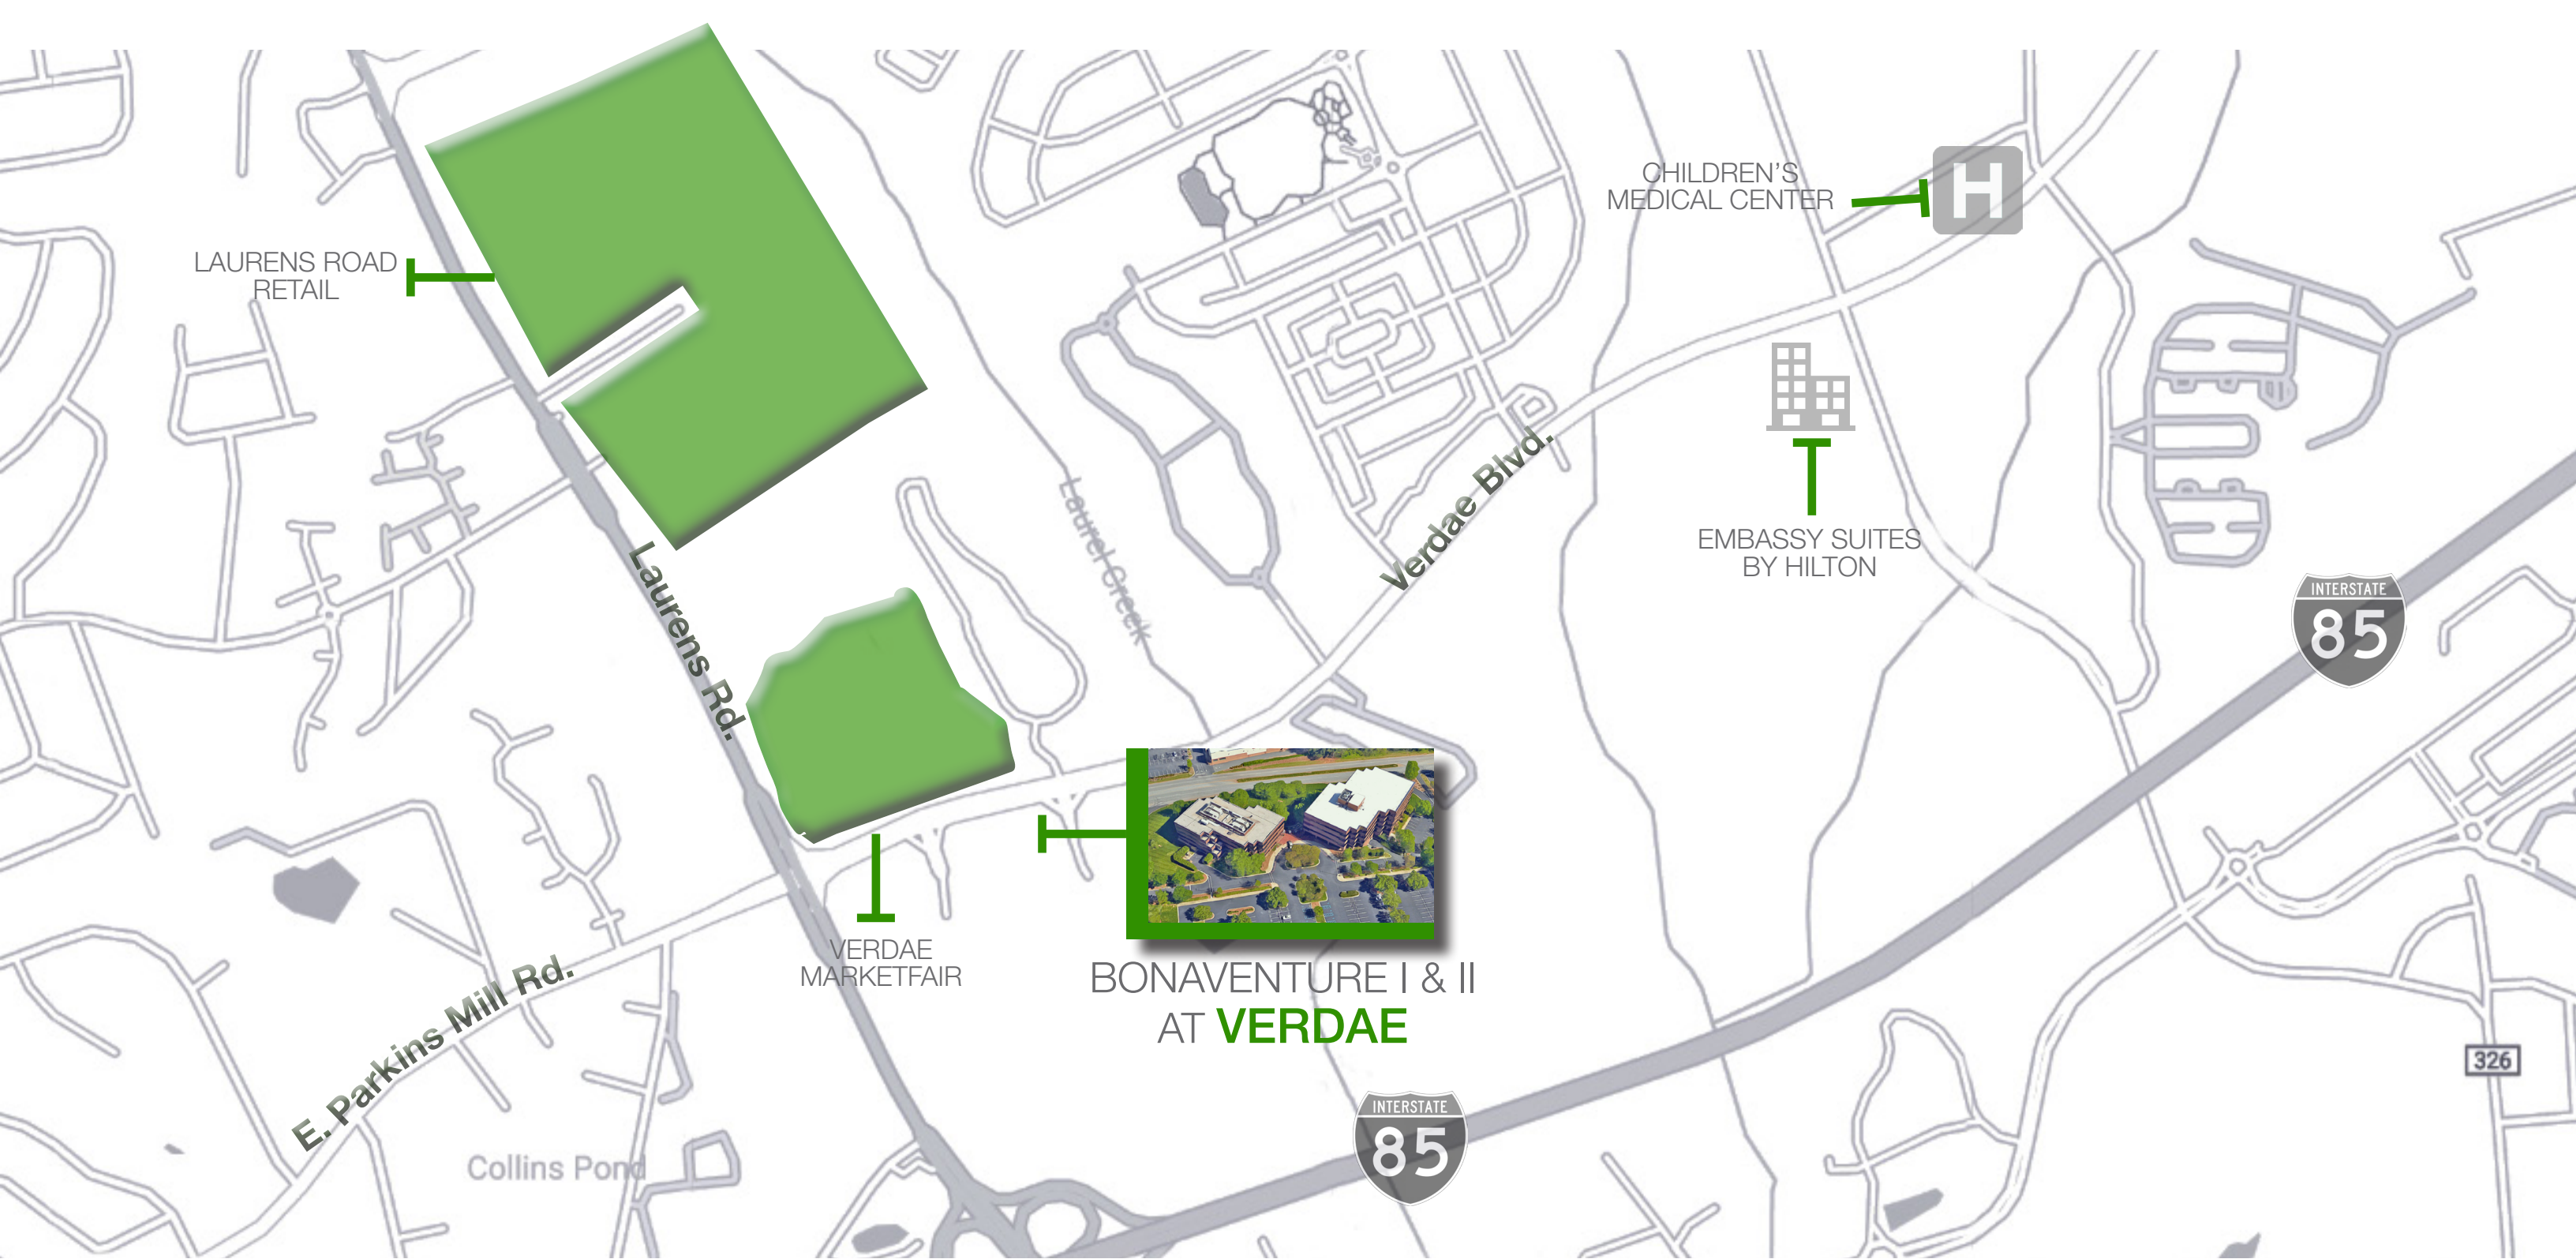 CHILDREN'S
MEDICAL CENTER
H
LAURENS ROAD
RETAIL
Verdae Blvd.
Laurel Creek
EMBASSY SUITES
BY HILTON
Laurens Rd.
INTERSTATE
85
VERDAE
MARKETFAIR
BONAVENTURE I & II
AT VERDAE
E. Parkins Mill Rd.
326
INTERSTATE
85
Collins Pond